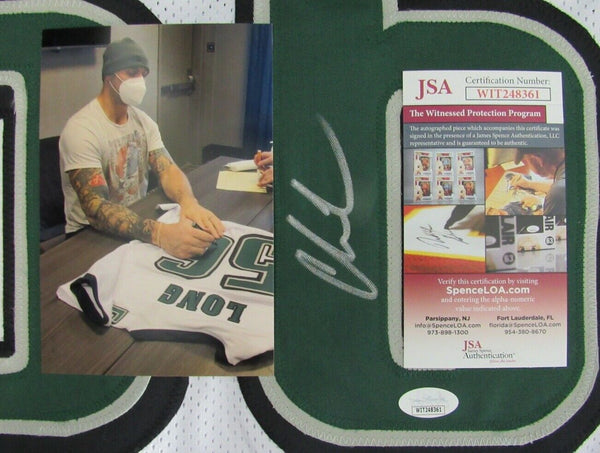 LONG
56
JSA
Certification Number:
WIT248361
The Witnessed Protection Program
The autographed piece which accompanies this certificate was
signed in the presence of a James Spence Authentication, LLC
representative and is guaranteed to be authentic.
AIR
Verify this certification by visiting
SpenceLOA.com
and entering the alpha-numeric
value indicated above.
Parsippany, NJ
info@SpenceLOA.com
973-898-1300
Fort Lauderdale, FL
florida@SpenceLOA.com
954-380-8670
JSA
Authentication
WIT248361